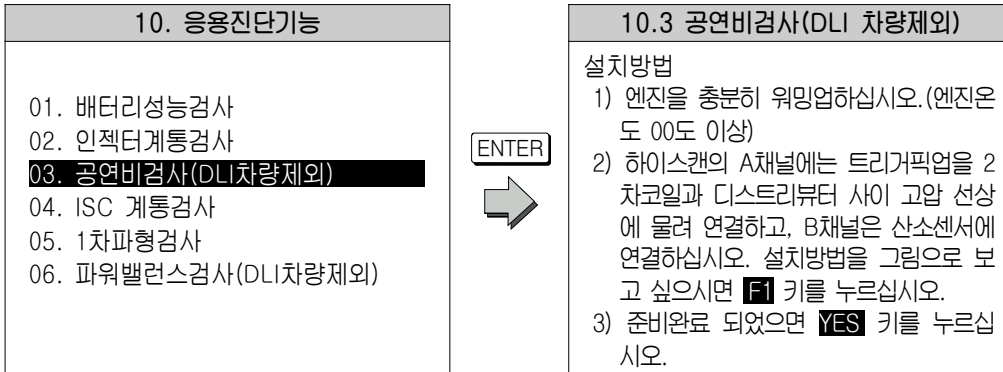 10. 응용진단기능
01. 배터리성능검사
02. 인젝터계통검사
03. 공연비검사(DLI차량제외)
04. ISC 계통검사
05. 1차파형검사
06. 파워밸런스검사(DLI차량제외)
ENTER
10.3 공연비검사(DLI 차량제외)
설치방법
1) 엔진을 충분히 워밍업하십시오.(엔진온
도 00도 이상)
2) 하이스캔의 A채널에는 트리거픽업을 2
차코일과 디스트리뷰터 사이 고압 선상
에 물려 연결하고, B채널은 산소센서에
연결하십시오. 설치방법을 그림으로 보
고 싶으시면 F1 키를 누르십시오.
3) 준비완료 되었으면 YES 키를 누르십
시오.